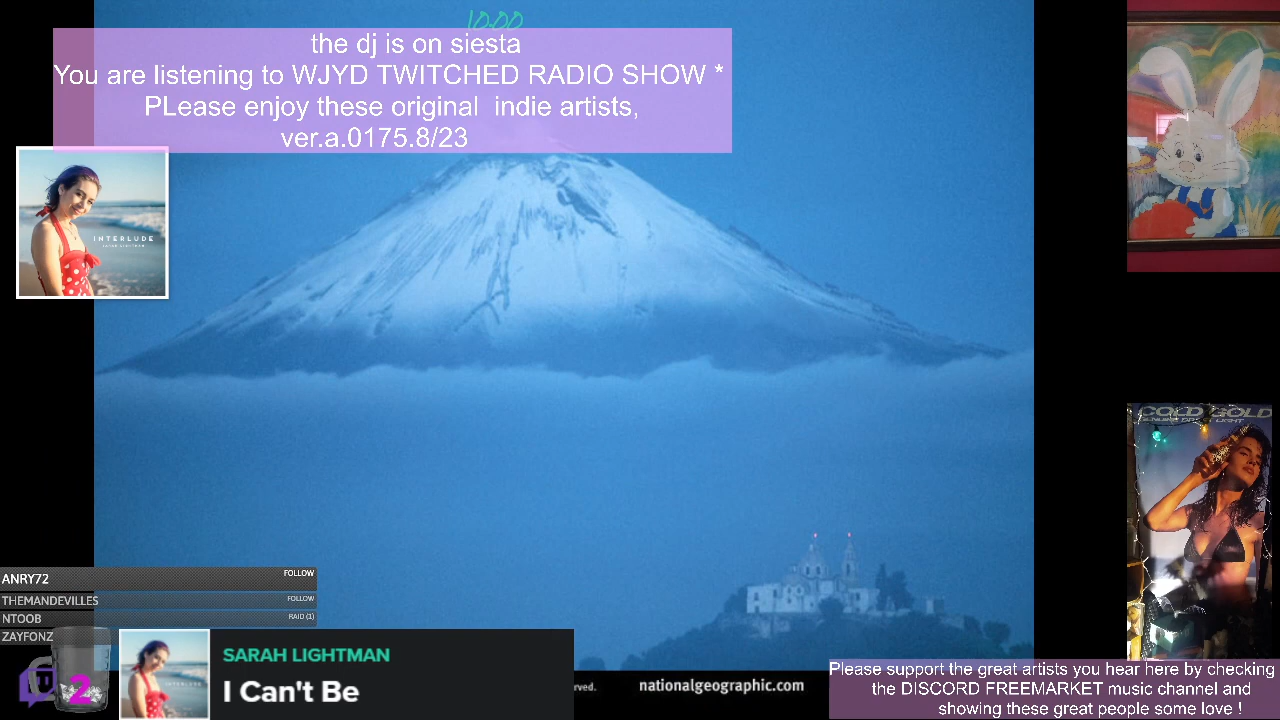 10.00
the dj is on siesta
You are listening to WJYD TWITCHED RADIO SHOW *
PLease enjoy these original  indie artists,
ver.a.0175.8/23
INTERLUDE
COLD GOLD
ANRY72 FOLLOW
THEMANDEVILLES FOLLOW
NTOOB RAID (1)
ZAYFONZ
2
SARAH LIGHTMAN
I Can't Be
rved. nationalgeographic.com
Please support the great artists you hear here by checking
the DISCORD FREEMARKET music channel and
showing these great people some love !